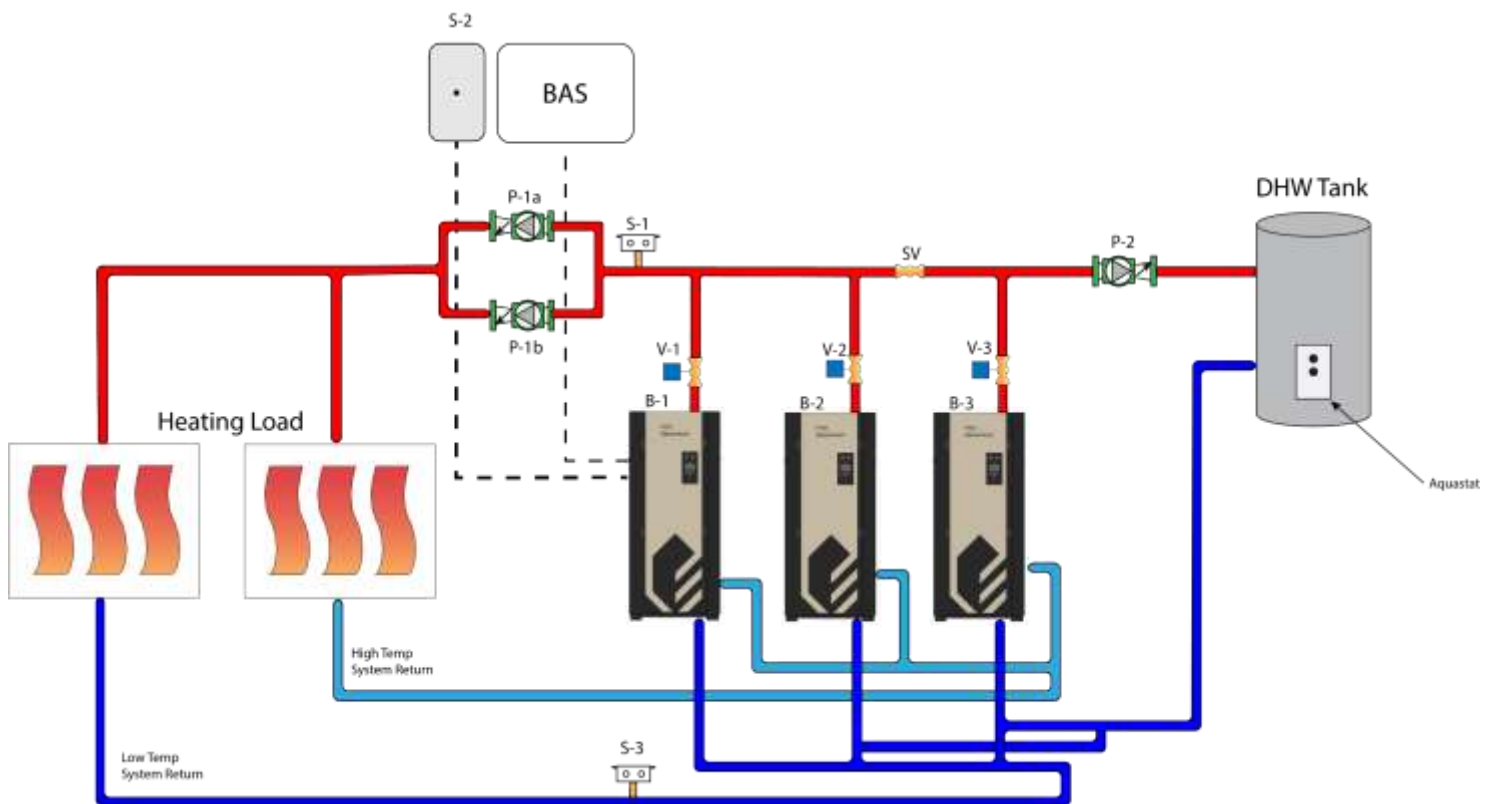 S-2
BAS
P-1a
S-1
DHW Tank
SV
P-2
P-1b
V-1
V-2
V-3
B-1
B-2
B-3
Heating Load
Aquastat
High Temp
System Return
Low Temp
System Return
S-3